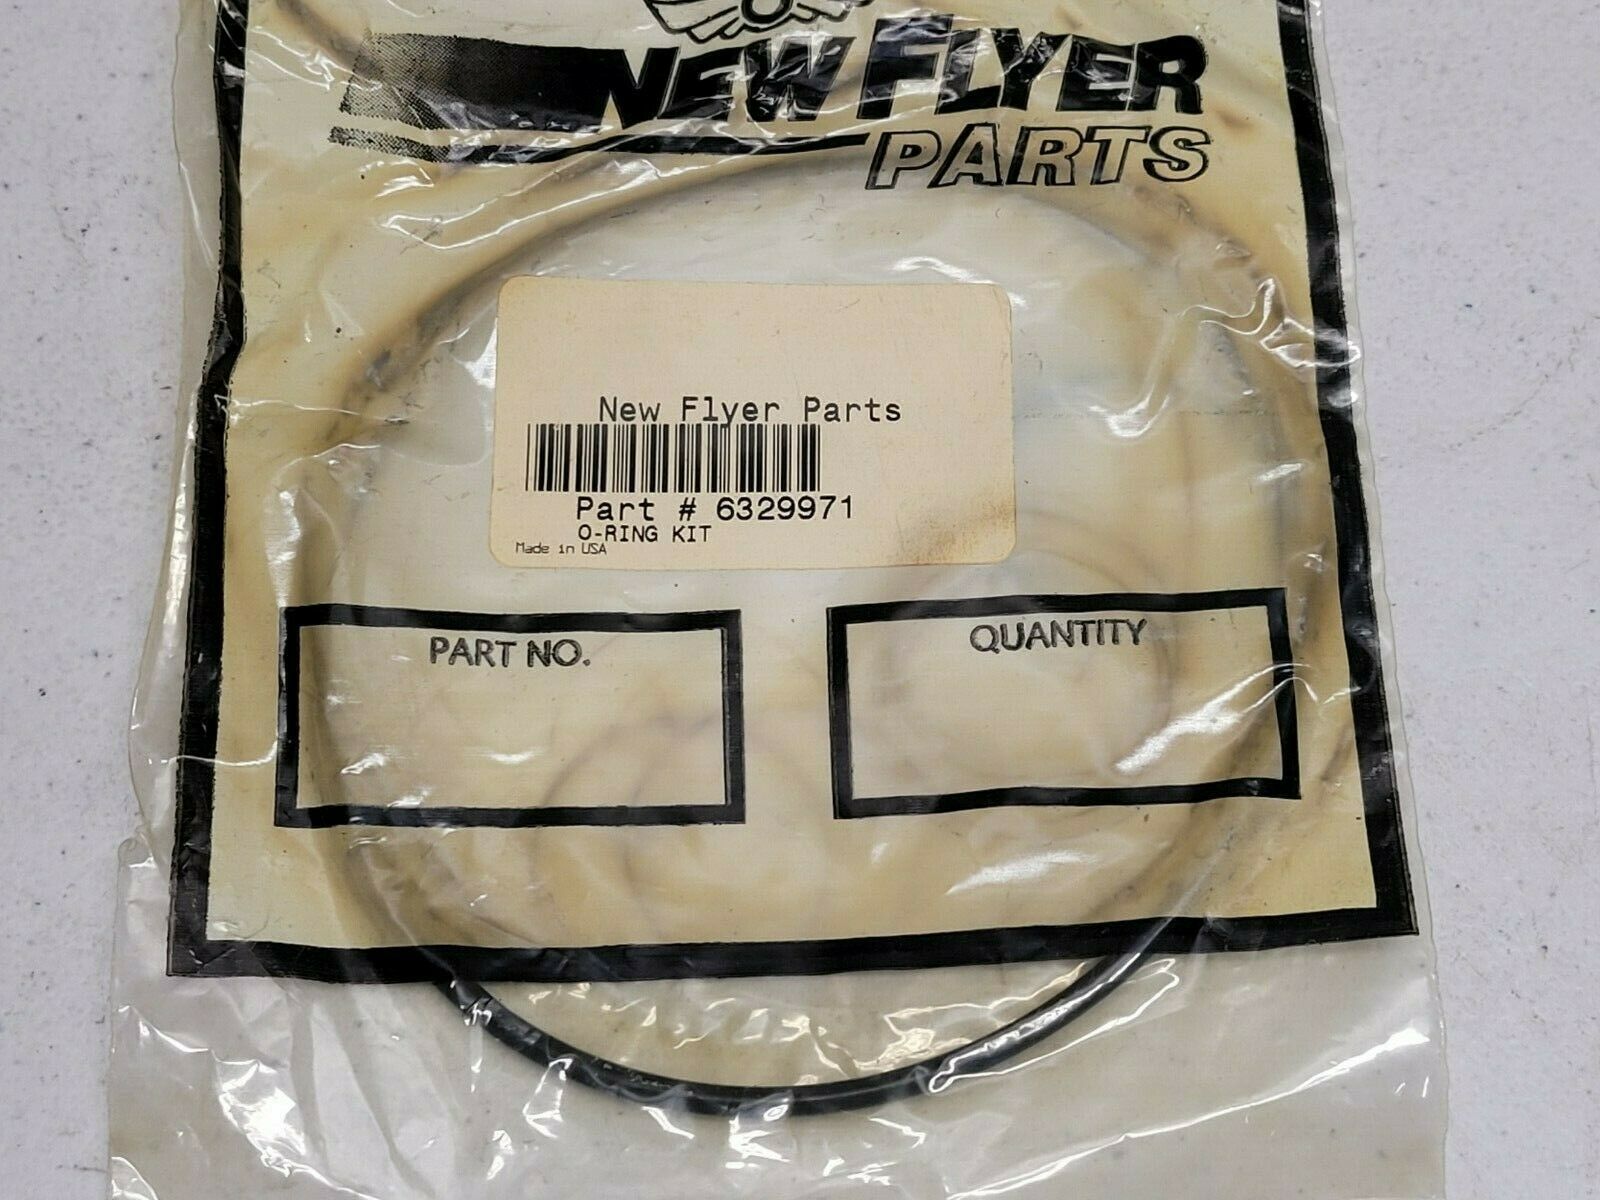 NEW FLYER
PARTS
New Flyer Parts
Part # 6329971
O-RING KIT
Made in USA
PART NO.
QUANTITY